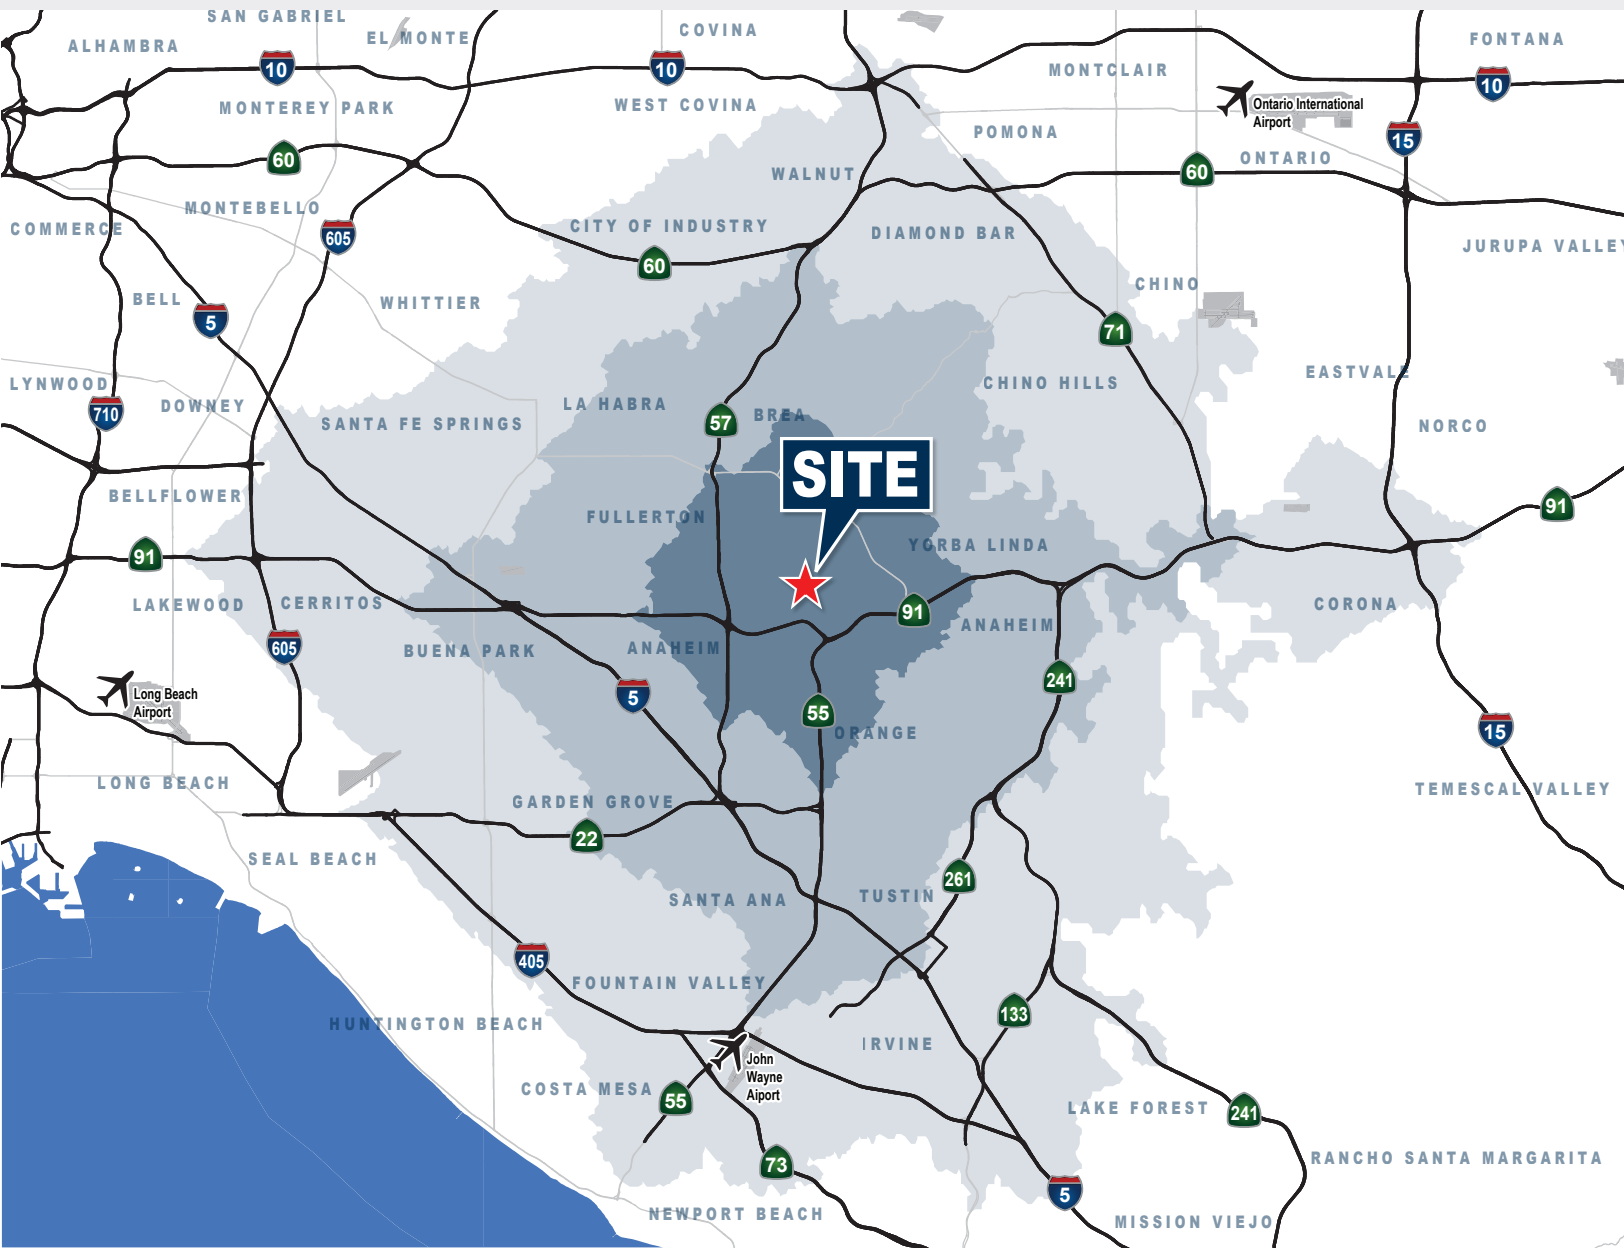 SAN GABRIEL
ALHAMBRA
EL MONTE
COVINA
FONTANA
10
10
MONTCLAIR
10
MONTEREY PARK
WEST COVINA
Ontario International
Airport
POMONA
15
60
ONTARIO
60
WALNUT
MONTEBELLO
COMMERCE
605
CITY OF INDUSTRY
DIAMOND BAR
JURUPA VALLEY
60
CHINO
BELL
WHITTIER
5
71
LYNWOOD
EASTVALE
CHINO HILLS
710
DOWNEY
LA HABRA
57
BREA
SANTA FE SPRINGS
NORCO
SITE
BELLFLOWER
91
FULLERTON
YORBA LINDA
91
LAKEWOOD
CERRITOS
CORONA
91
ANAHEIM
605
BUENA PARK
ANAHEIM
241
Long Beach
Airport
5
55
ORANGE
15
LONG BEACH
TEMESCAL VALLEY
GARDEN GROVE
22
SEAL BEACH
261
SANTA ANA
TUSTIN
405
FOUNTAIN VALLEY
133
HUNTINGTON BEACH
IRVINE
John
Wayne
Aiport
COSTA MESA
55
LAKE FOREST
241
73
RANCHO SANTA MARGARITA
5
NEWPORT BEACH
MISSION VIEJO